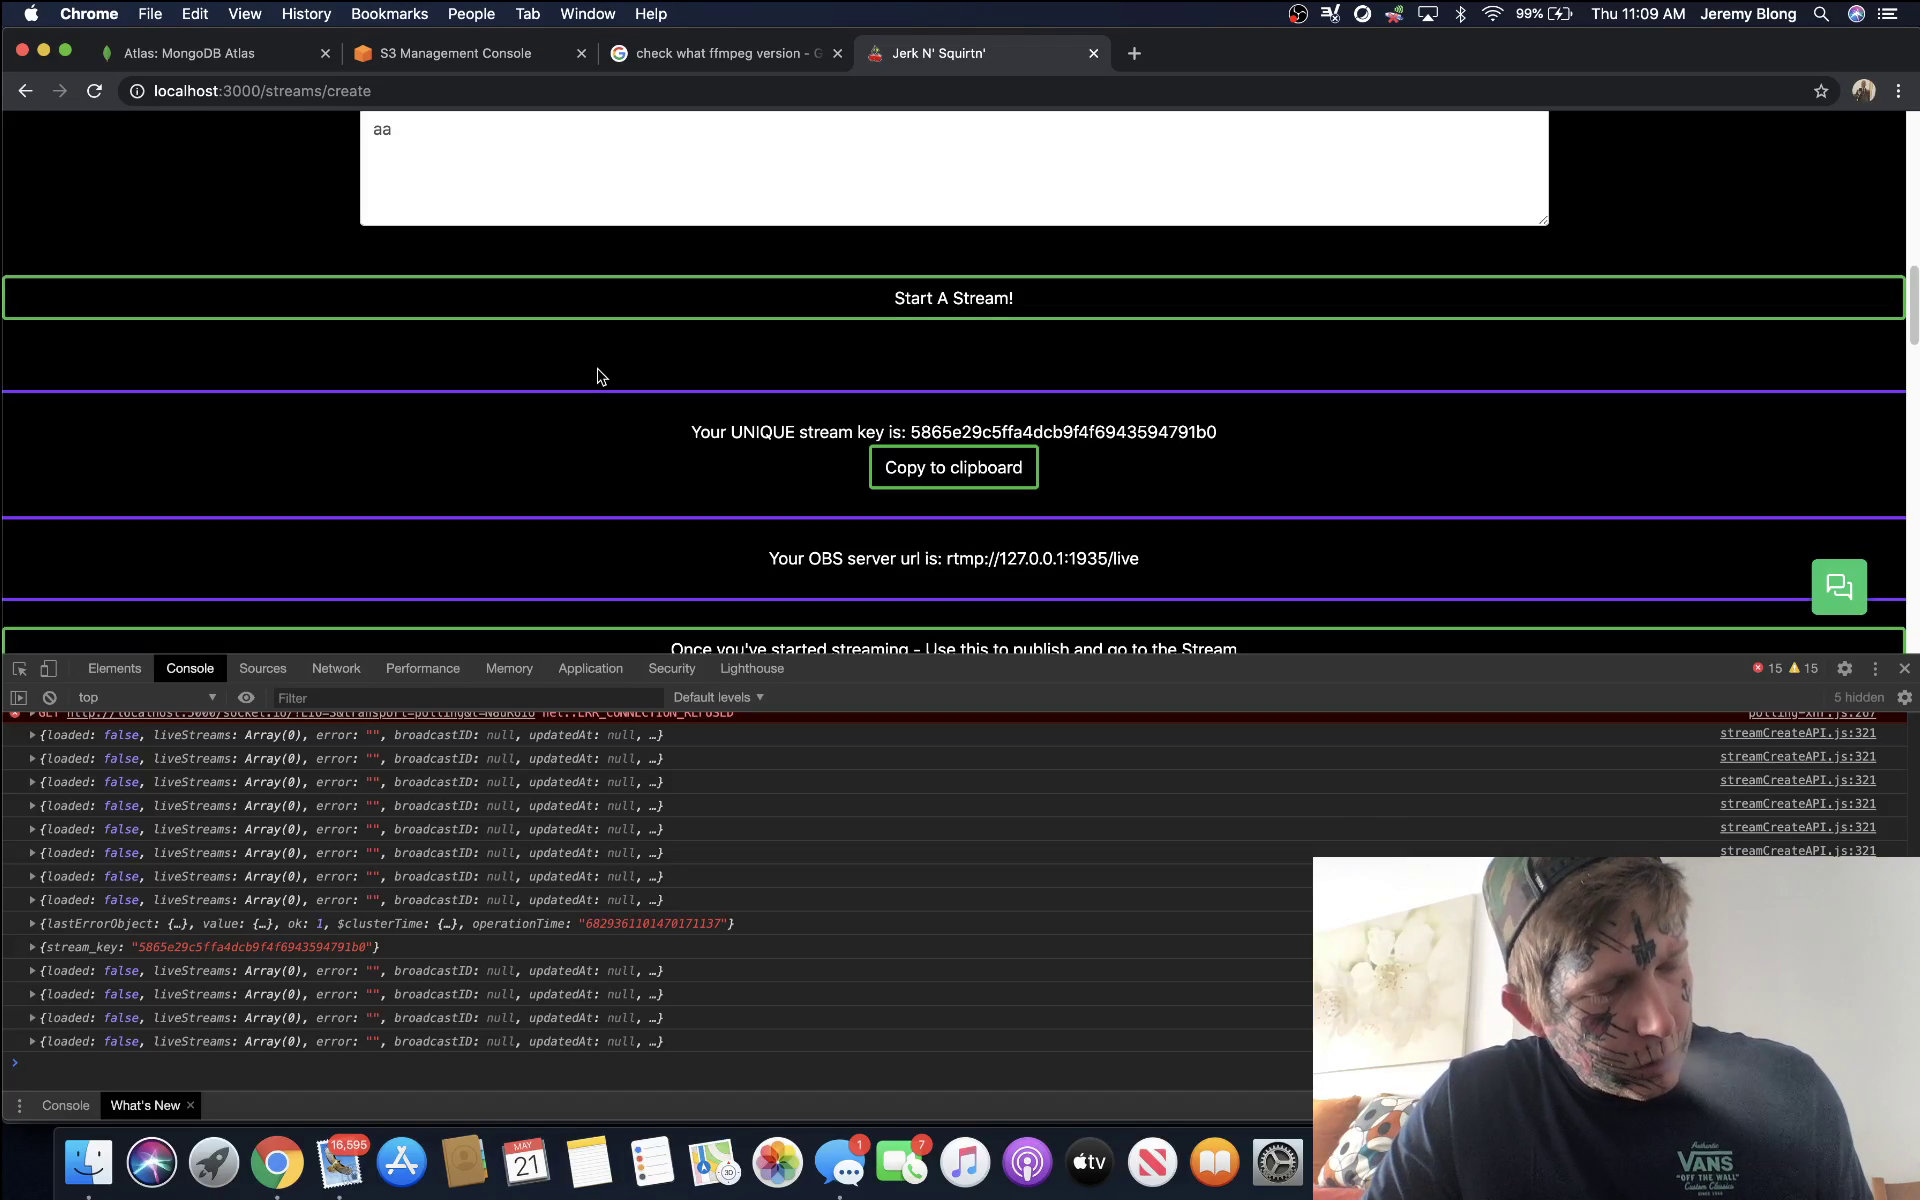 Chrome File Edit View History Bookmarks People Tab Window Help 99% Thu 11:09 AM Jeremy Blong
Atlas: MongoDB Atlas S3 Management Console check what ffmpeg version - G Jerk N' Squirtn'
localhost:3000/streams/create
aa
Start A Stream!
Your UNIQUE stream key is: 5865e29c5ffa4dcb9f4f6943594791b0
Copy to clipboard
Your OBS server url is: rtmp://127.0.0.1:1935/live
Once you've started streaming - Use this to publish and go to the Stream
Elements Console Sources Network Performance Memory Application Security Lighthouse 15 15
top Filter Default levels 5 hidden
GET net::ERR_CONNECTION_REFUSED polling-xhr.js:267
{loaded: false, liveStreams: Array(0), error: "", broadcastID: null, updatedAt: null, …} streamCreateAPI.js:321
{loaded: false, liveStreams: Array(0), error: "", broadcastID: null, updatedAt: null, …} streamCreateAPI.js:321
{loaded: false, liveStreams: Array(0), error: "", broadcastID: null, updatedAt: null, …} streamCreateAPI.js:321
{loaded: false, liveStreams: Array(0), error: "", broadcastID: null, updatedAt: null, …} streamCreateAPI.js:321
{loaded: false, liveStreams: Array(0), error: "", broadcastID: null, updatedAt: null, …} streamCreateAPI.js:321
{loaded: false, liveStreams: Array(0), error: "", broadcastID: null, updatedAt: null, …} streamCreateAPI.js:321
{loaded: false, liveStreams: Array(0), error: "", broadcastID: null, updatedAt: null, …}
{loaded: false, liveStreams: Array(0), error: "", broadcastID: null, updatedAt: null, …}
{lastErrorObject: {…}, value: {…}, ok: 1, $clusterTime: {…}, operationTime: "6829361101470171137"}
{stream_key: "5865e29c5ffa4dcb9f4f6943594791b0"}
{loaded: false, liveStreams: Array(0), error: "", broadcastID: null, updatedAt: null, …}
{loaded: false, liveStreams: Array(0), error: "", broadcastID: null, updatedAt: null, …}
{loaded: false, liveStreams: Array(0), error: "", broadcastID: null, updatedAt: null, …}
{loaded: false, liveStreams: Array(0), error: "", broadcastID: null, updatedAt: null, …}
Console What's New
16,595 MAY 21 3D 1 7 tv
Authentic
VANS
"OFF THE WALL"
Custom Classics